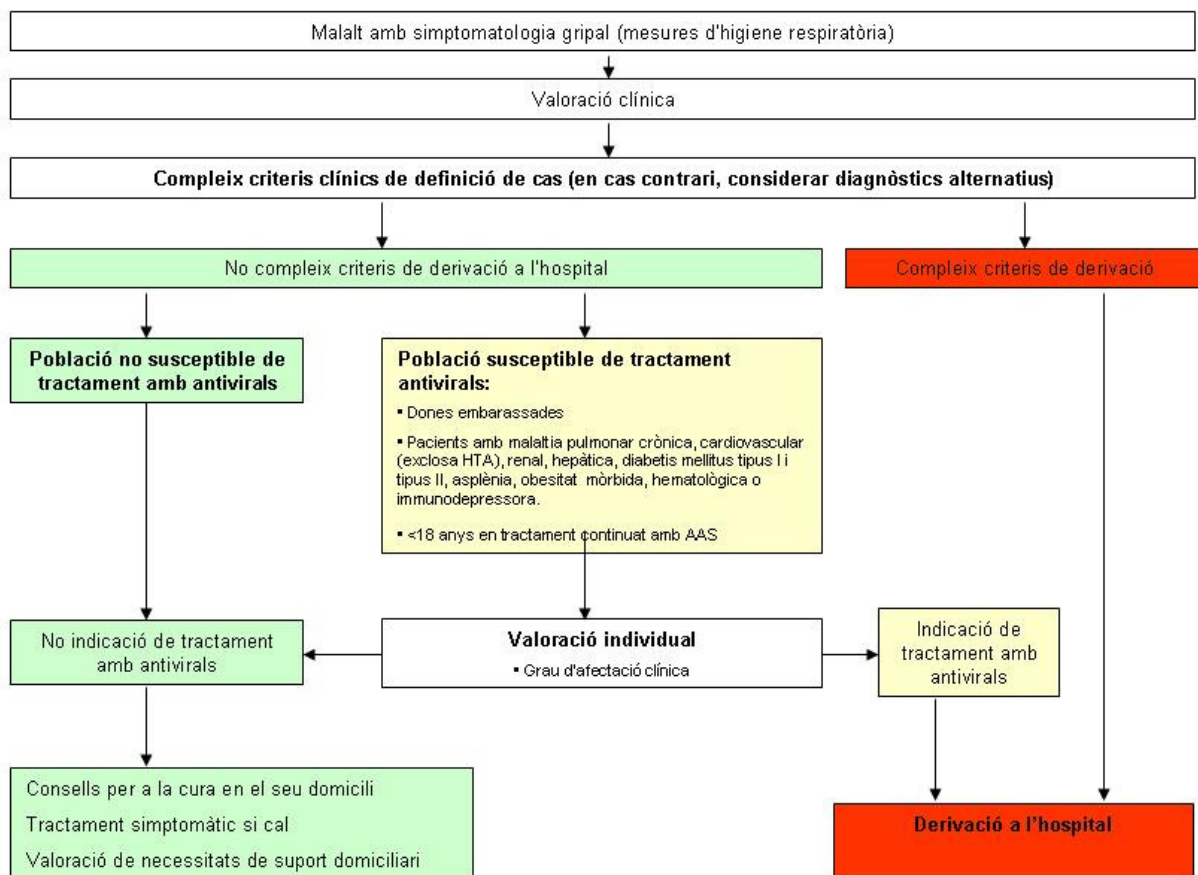 Malalt amb simptomatologia gripal (mesures d'higiene respiratòria)
Valoració clínica
Compleix criteris clínics de definició de cas (en cas contrari, considerar diagnòstics alternatius)
No compleix criteris de derivació a l'hospital
Compleix criteris de derivació
Població no susceptible de
tractament amb antivirals
Població susceptible de tractament
antivirals:
▪ Dones embarassades
▪ Pacients amb malaltia pulmonar crònica, cardiovascular
(exclosa HTA), renal, hepàtica, diabetis mellitus tipus I i
tipus II, asplènia, obesitat mòrbida, hematològica o
immunodepressora.
▪ <18 anys en tractament continuat amb AAS
No indicació de tractament
amb antivirals
Valoració individual
▪ Grau d'afectació clínica
Indicació de
tractament amb
antivirals
Consells per a la cura en el seu domicili
Tractament simptomàtic si cal
Valoració de necessitats de suport domiciliari
Derivació a l'hospital